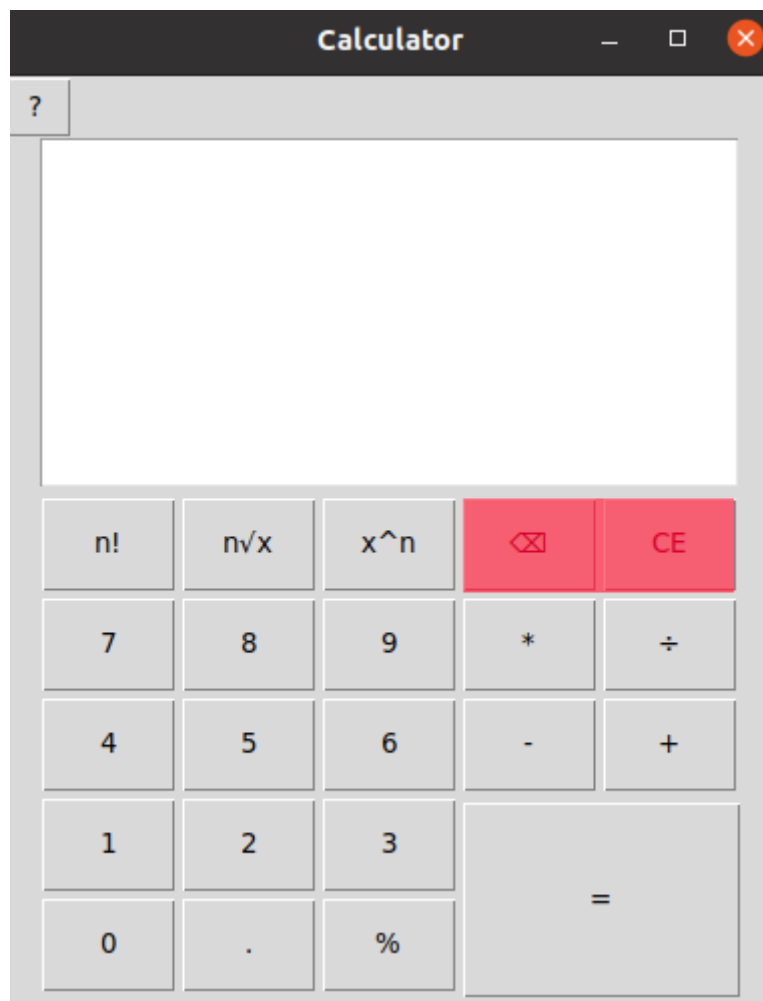 Calculator
?
n! n√x x^n ⌫ CE
7 8 9 * ÷
4 5 6 - +
1 2 3
=
0 . %